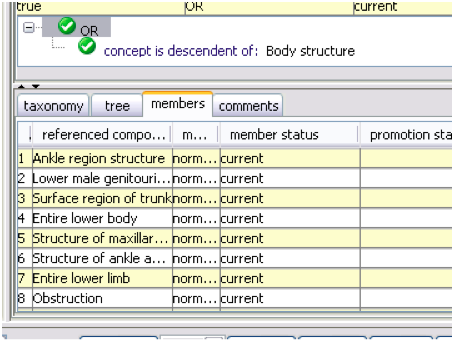 true OR current
OR
concept is descendent of: Body structure
taxonomy tree members comments
referenced compo... m... member status promotion sta
1 Ankle region structure norm... current
2 Lower male genitouri... norm... current
3 Surface region of trunk norm... current
4 Entire lower body norm... current
5 Structure of maxillar... norm... current
6 Structure of ankle a... norm... current
7 Entire lower limb norm... current
8 Obstruction norm... current